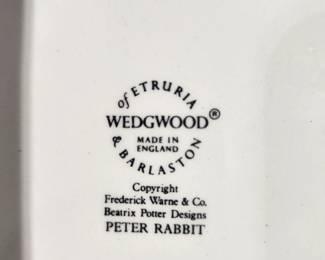 of ETRURIA
WEDGWOOD®
MADE IN
ENGLAND
& BARLASTON
Copyright
Frederick Warne & Co.
Beatrix Potter Designs
PETER RABBIT